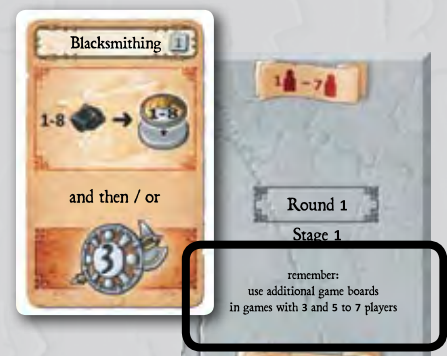 Blacksmithing 1
1-8 → 1-8
and then / or
3
1 - 7
Round 1
Stage 1
remember:
use additional game boards
in games with 3 and 5 to 7 players